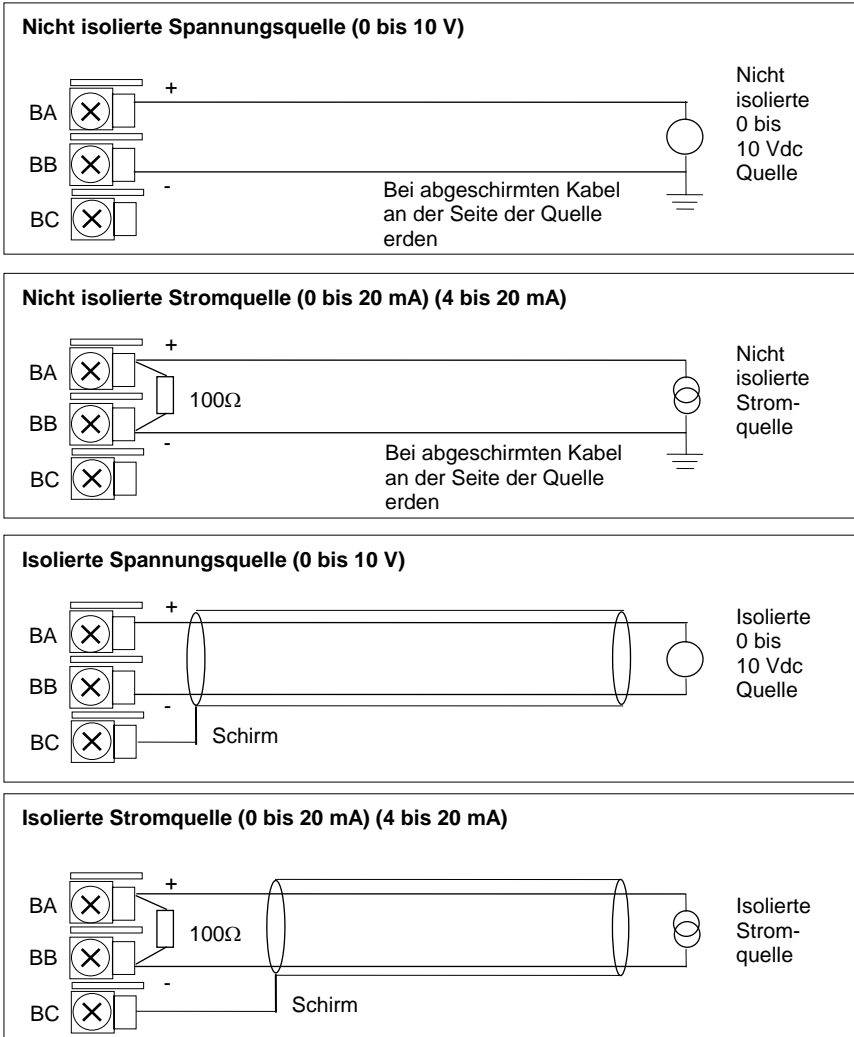 Nicht isolierte Spannungsquelle (0 bis 10 V)
+
BA
BB
-
BC
Bei abgeschirmten Kabel
an der Seite der Quelle
erden
Nicht
isolierte
0 bis
10 Vdc
Quelle
Nicht isolierte Stromquelle (0 bis 20 mA) (4 bis 20 mA)
+
BA
100Ω
BB
-
BC
Bei abgeschirmten Kabel
an der Seite der Quelle
erden
Nicht
isolierte
Strom-
quelle
Isolierte Spannungsquelle (0 bis 10 V)
+
BA
BB
-
BC
Schirm
Isolierte
0 bis
10 Vdc
Quelle
Isolierte Stromquelle (0 bis 20 mA) (4 bis 20 mA)
+
BA
100Ω
BB
-
BC
Schirm
Isolierte
Strom-
quelle